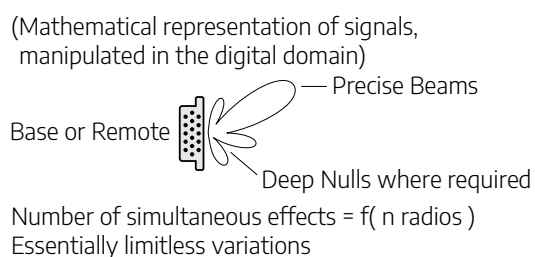 (Mathematical representation of signals,
manipulated in the digital domain)
Precise Beams
Base or Remote
Deep Nulls where required
Number of simultaneous effects = f( n radios )
Essentially limitless variations